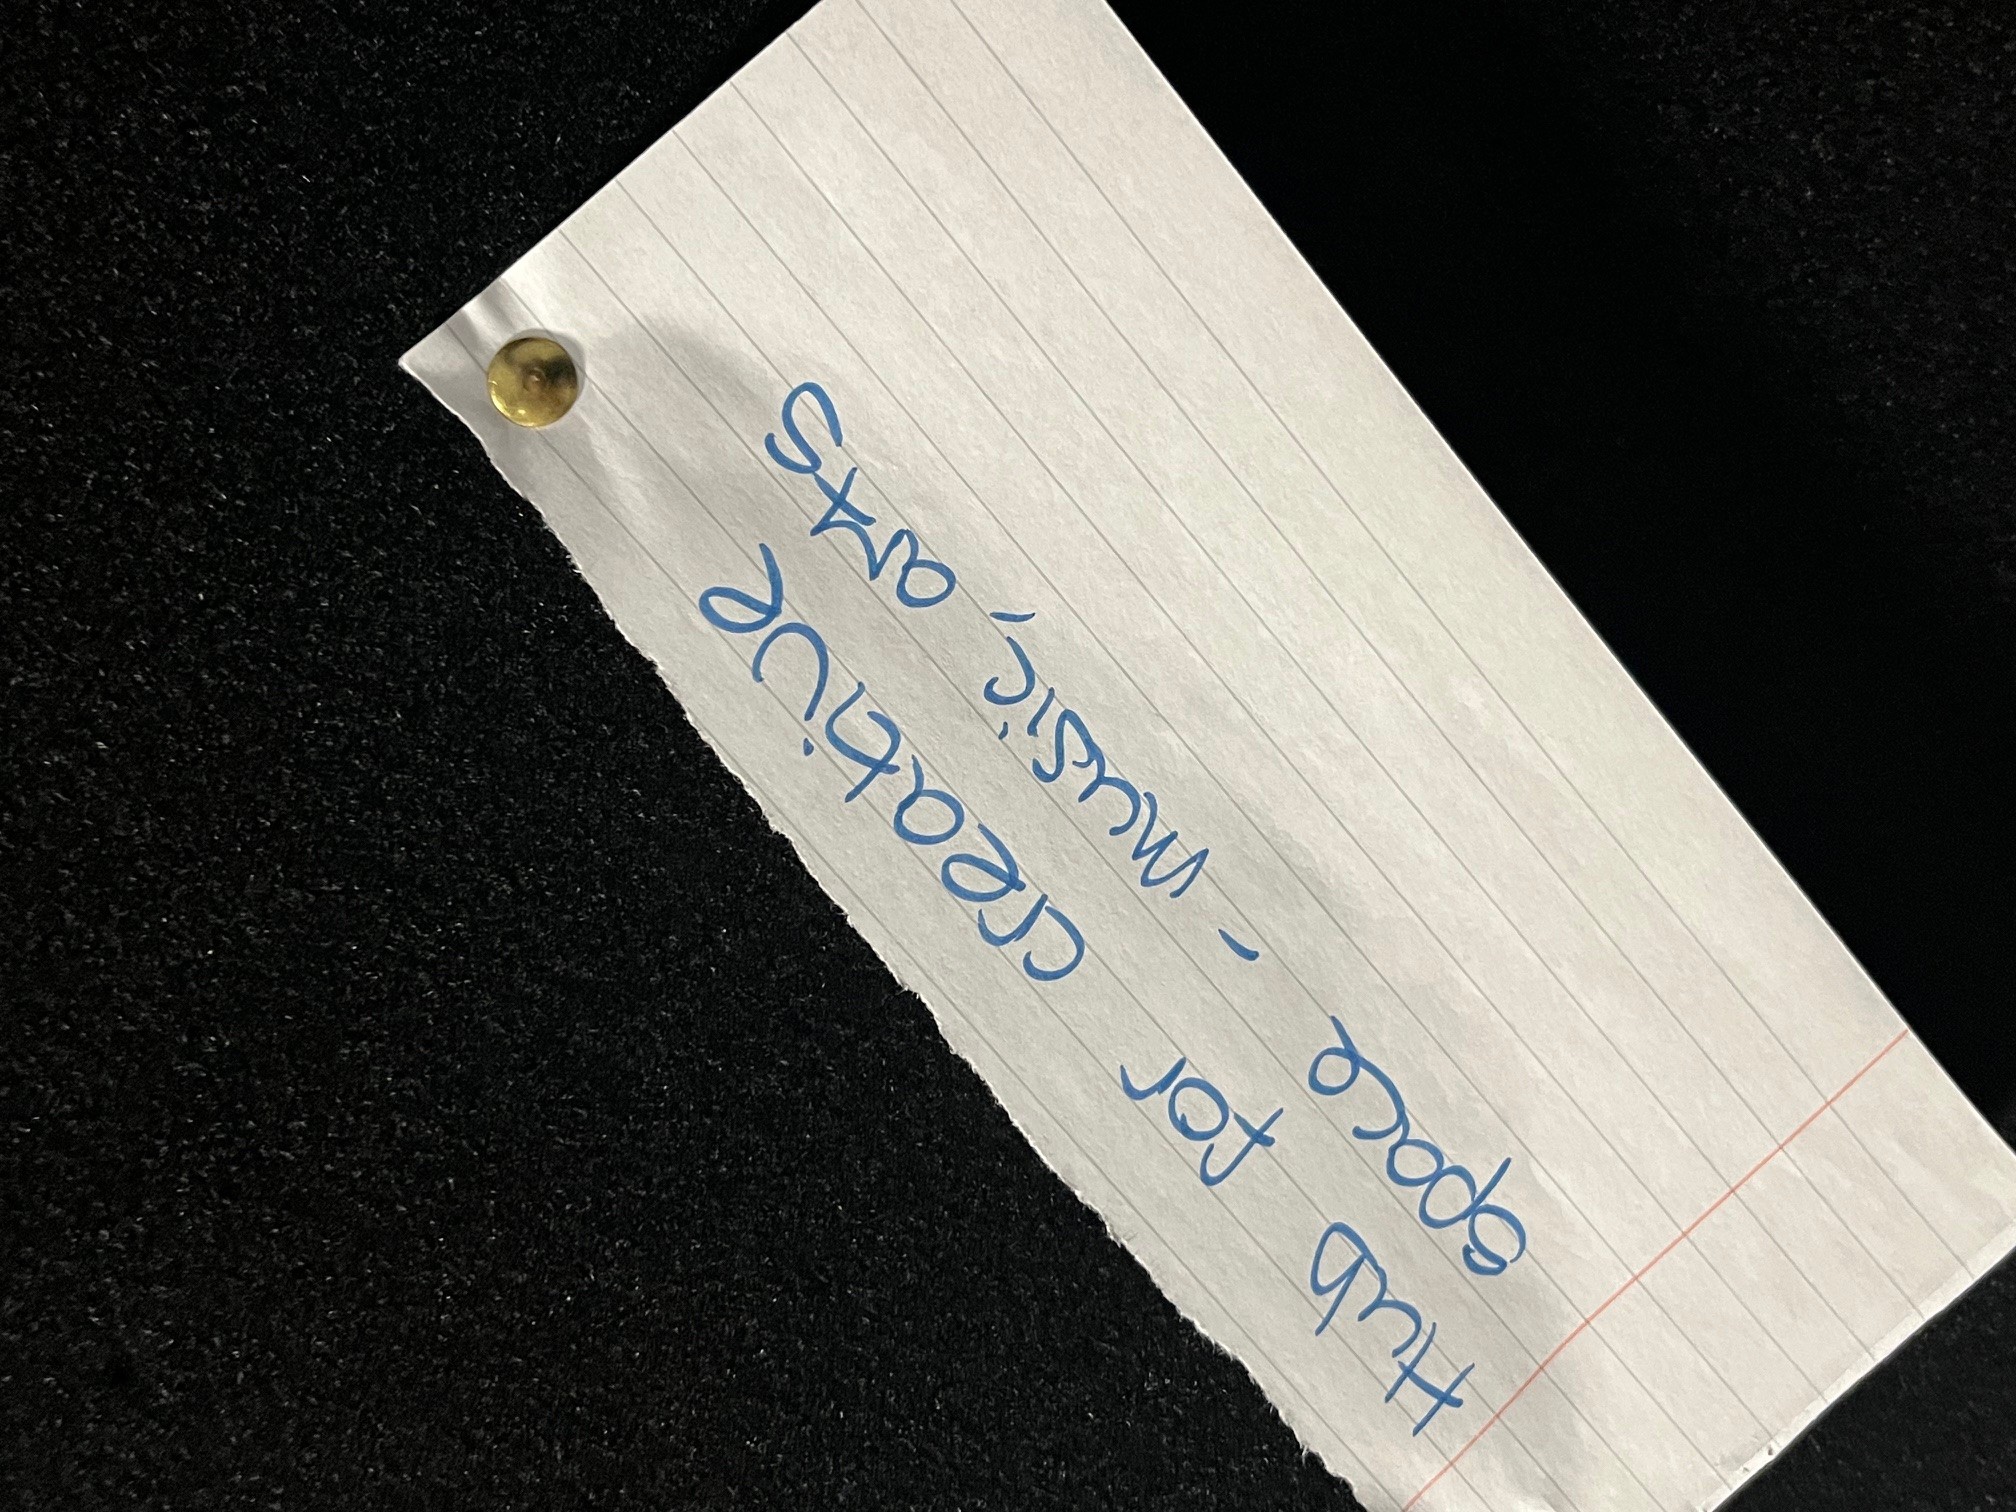 Hub for creative
space - music, arts